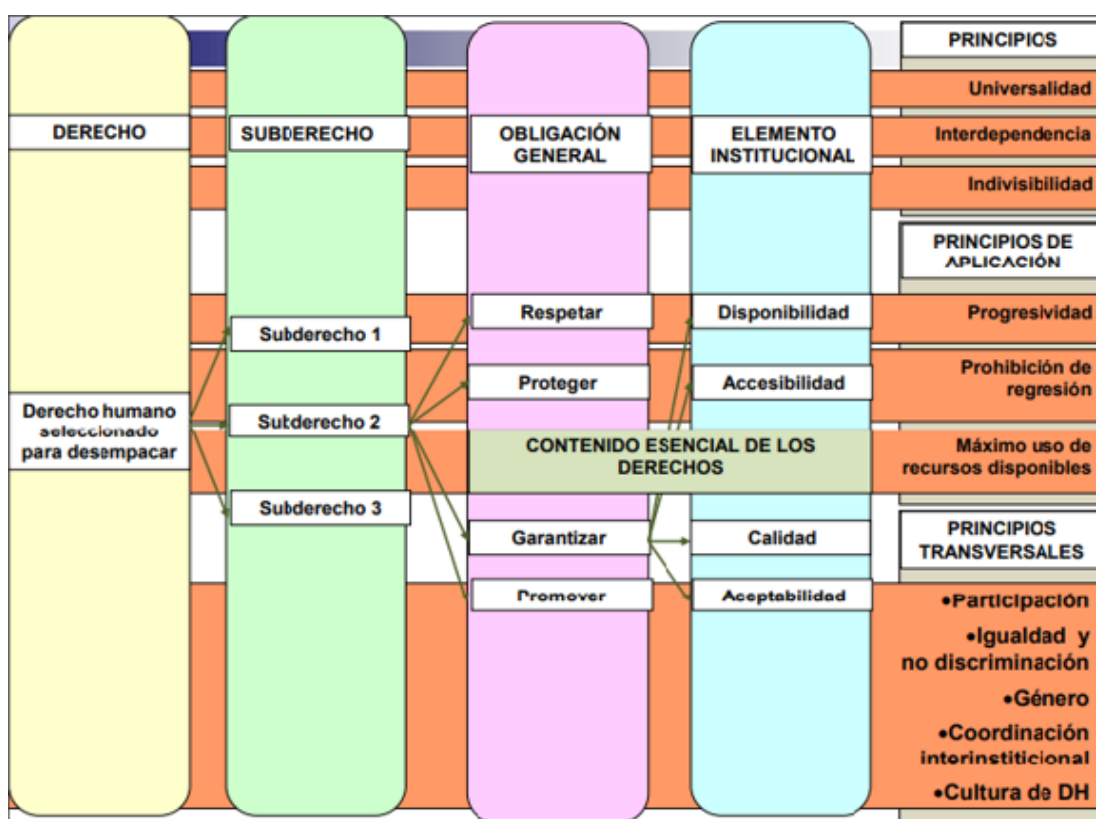 DERECHO
Derecho humano
seleccionado
para desempacar
SUBDERECHO
Subderecho 1
Subderecho 2
Subderecho 3
OBLIGACIÓN
GENERAL
Respetar
Proteger
CONTENIDO ESENCIAL DE LOS
DERECHOS
Garantizar
Promover
ELEMENTO
INSTITUCIONAL
Disponibilidad
Accesibilidad
Calidad
Aceptabilidad
PRINCIPIOS
Universalidad
Interdependencia
Indivisibilidad
PRINCIPIOS DE
APLICACIÓN
Progresividad
Prohibición de
regresión
Máximo uso de
recursos disponibles
PRINCIPIOS
TRANSVERSALES
•Participación
•Igualdad y
no discriminación
•Género
•Coordinación
interinstiticional
•Cultura de DH